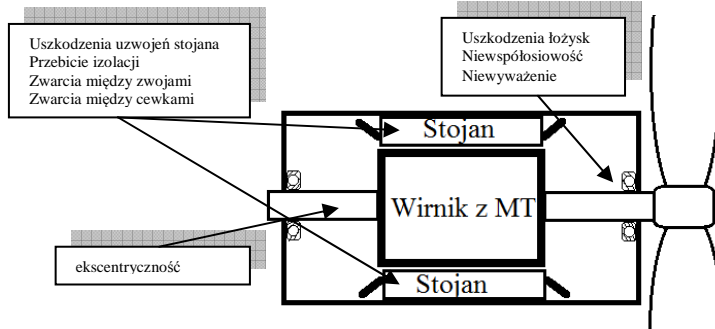 Uszkodzenia uzwojeń stojana
Przebicie izolacji
Zwarcia między zwojami
Zwarcia między cewkami
Uszkodzenia łożysk
Niewspółosiowość
Niewyważenie
Stojan
Wirnik z MT
ekscentryczność
Stojan